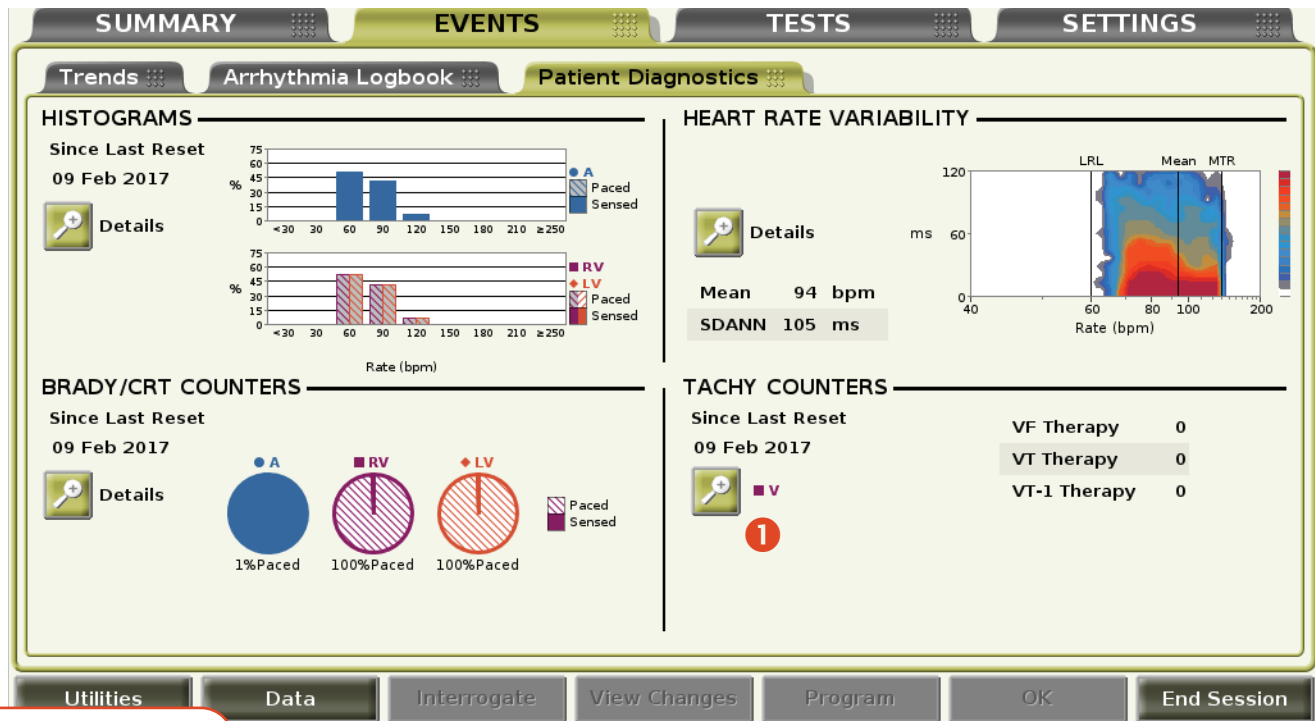 SUMMARY
EVENTS
TESTS
SETTINGS
Trends
Arrhythmia Logbook
Patient Diagnostics
HISTOGRAMS
Since Last Reset
09 Feb 2017
Details
75
60
45
30
15
0
%
<30 30 60 90 120 150 180 210 ≥250
A
Paced
Sensed
75
60
45
30
15
0
%
<30 30 60 90 120 150 180 210 ≥250
RV
LV
Paced
Sensed
Rate (bpm)
HEART RATE VARIABILITY
Details
Mean 94 bpm
SDANN 105 ms
LRL Mean MTR
120
ms 60
0
40 60 80 100 200
Rate (bpm)
BRADY/CRT COUNTERS
Since Last Reset
09 Feb 2017
Details
A RV LV
Paced
Sensed
1%Paced 100%Paced 100%Paced
TACHY COUNTERS
Since Last Reset
09 Feb 2017
V
1
VF Therapy 0
VT Therapy 0
VT-1 Therapy 0
Utilities
Data
Interrogate
View Changes
Program
OK
End Session